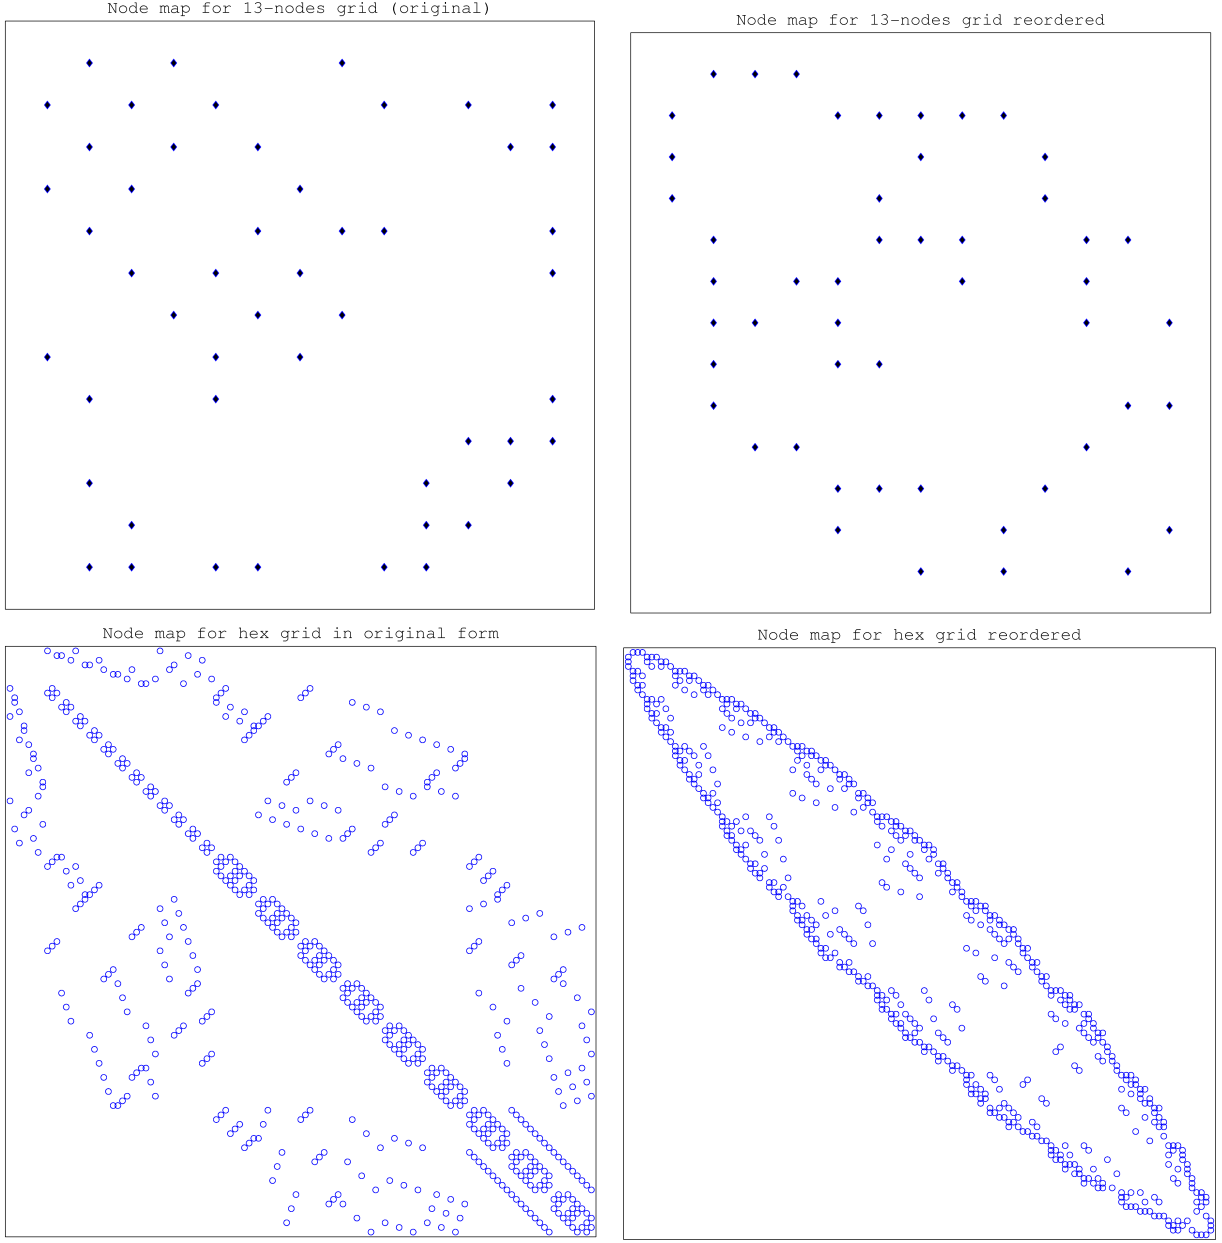 Node map for 13-nodes grid (original)
Node map for 13-nodes grid reordered
Node map for hex grid in original form
Node map for hex grid reordered